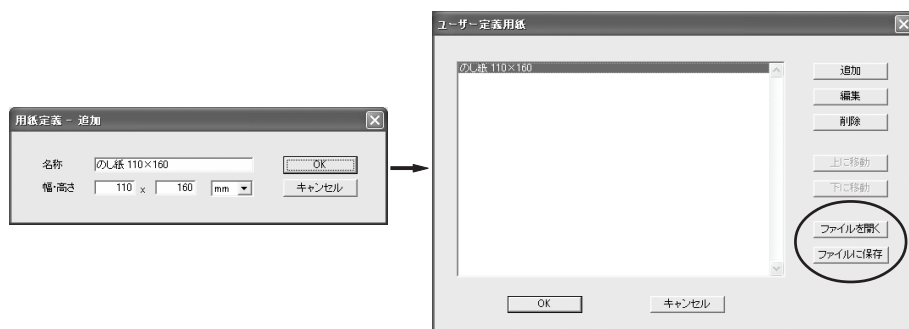 用紙定義 - 追加
名称 のし紙 110×160 OK
幅・高さ 110 x 160 mm キャンセル
ユーザー定義用紙
のし紙 110×160
追加
編集
削除
上に移動
下に移動
ファイルを開く
ファイルに保存
OK キャンセル